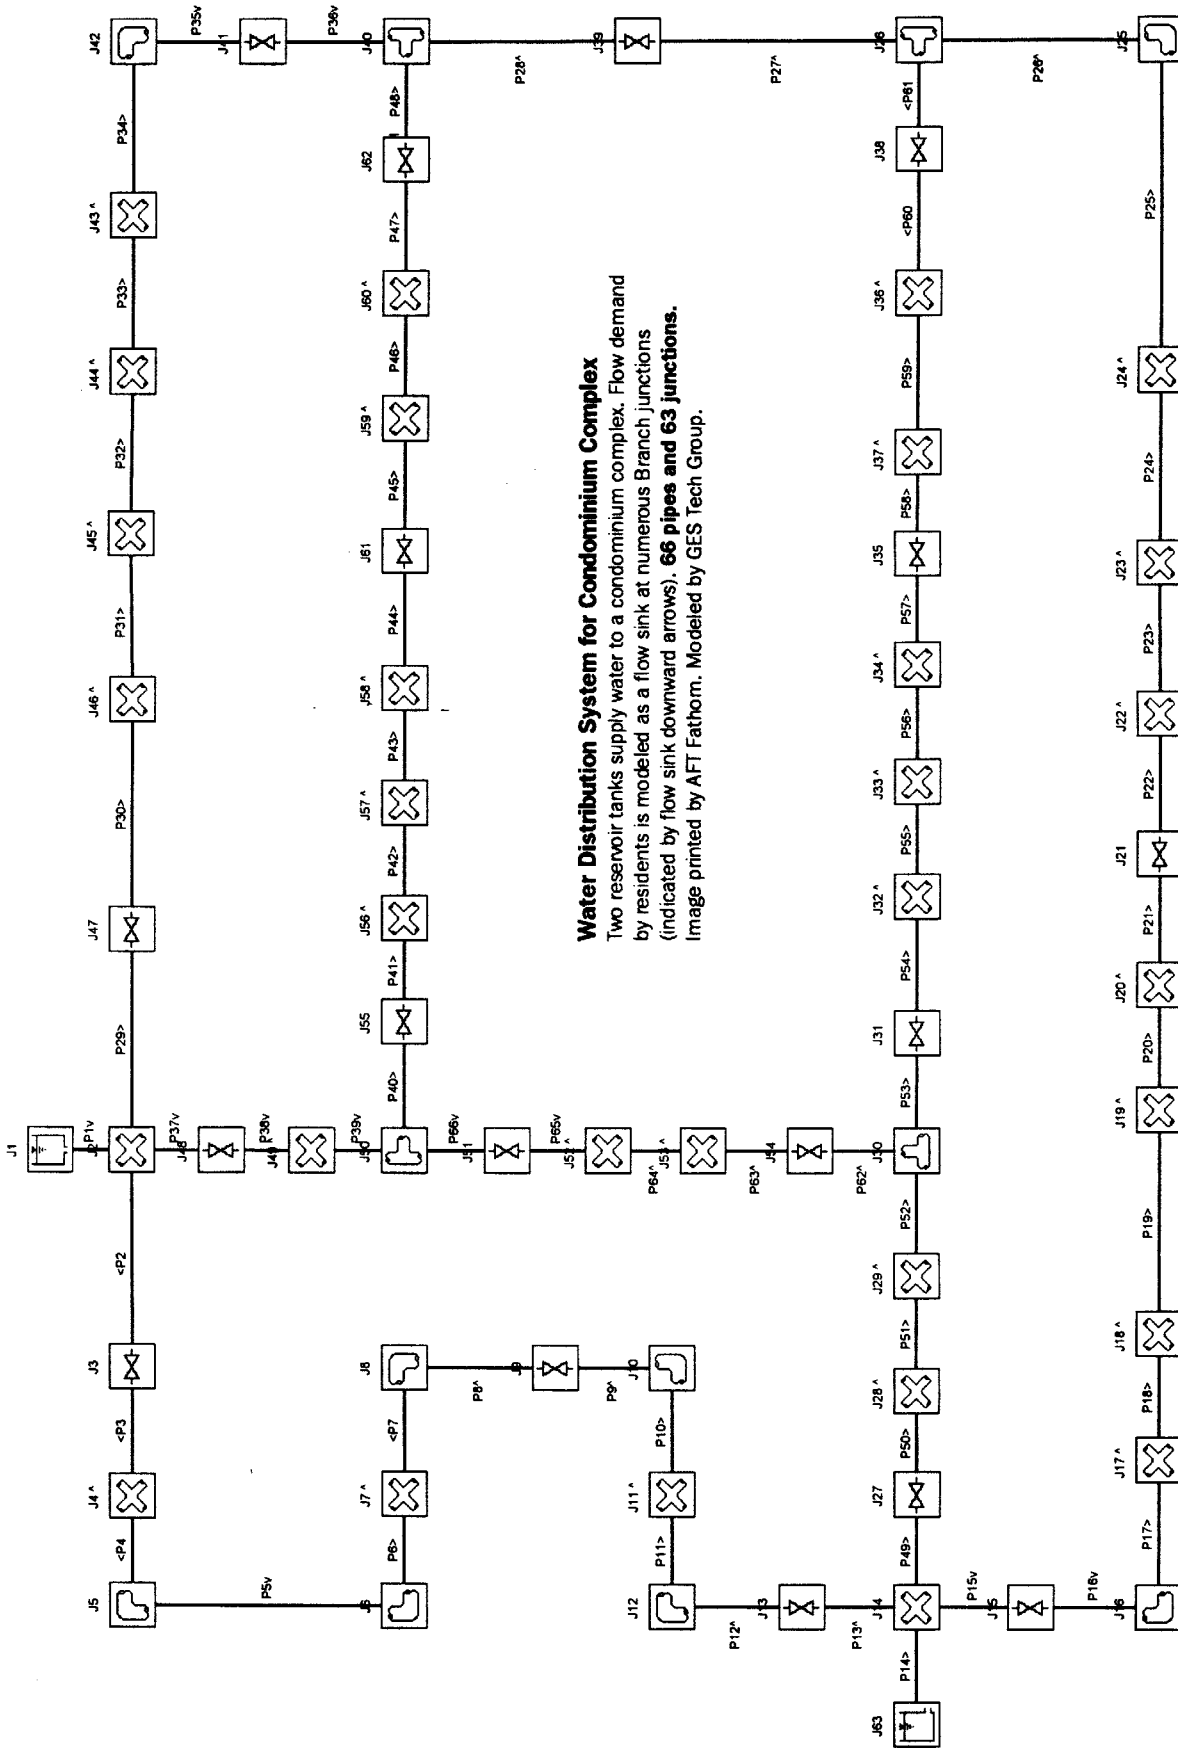 J1
P1v
J2
J5
<P4
J4 ^
<P3
J3
<P2
P29>
J47
P30>
J46 ^
P31>
J45 ^
P32>
J44 ^
P33>
J43 ^
P34>
J42
P37v
J48
P38v
J49
P39v
P35v
J41
P36v
P5v
J6
P6>
J7 ^
<P7
J8
J50
P40>
J55
P41>
J56 ^
P42>
J57 ^
P43>
J58 ^
P44>
J61
P45>
J59 ^
P46>
J60 ^
P47>
J62
P48>
J40
P8^
J9
P9^
P66v
J51
P65v
J52 ^
P64^
J53 ^
P63^
J54
P62^
P28^
J39
P27^
Water Distribution System for Condominium Complex
Two reservoir tanks supply water to a condominium complex. Flow demand
by residents is modeled as a flow sink at numerous Branch junctions
(indicated by flow sink downward arrows). 66 pipes and 63 junctions.
Image printed by AFT Fathom. Modeled by GES Tech Group.
J12
P11>
J11 ^
P10>
J10
P12^
J13
P13^
J63
P14>
J14
P49>
J27
P50>
J28 ^
P51>
J29 ^
P52>
J30
P53>
J31
P54>
J32 ^
P55>
J33 ^
P56>
J34 ^
P57>
J35
P58>
J37 ^
P59>
J36 ^
<P60
J38
<P61
J26
P15v
J15
P16v
P26^
J16
P17>
J17 ^
P18>
J18 ^
P19>
J19 ^
P20>
J20 ^
P21>
J21
P22>
J22 ^
P23>
J23 ^
P24>
J24 ^
P25>
J25